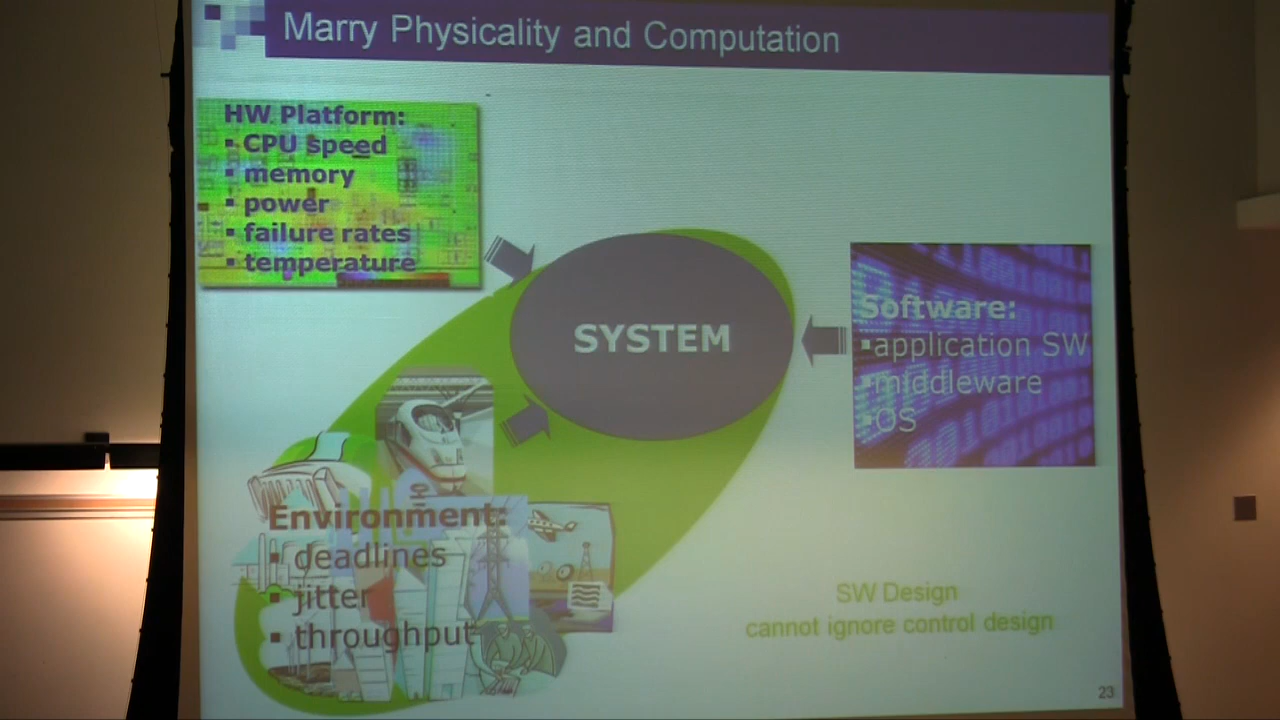 Marry Physicality and Computation
HW Platform:
▪ CPU speed
▪ memory
▪ power
▪ failure rates
▪ temperature
SYSTEM
Software:
▪application SW
▪middleware
▪OS
Environment:
▪ deadlines
▪ jitter
▪ throughput
SW Design
cannot ignore control design
23